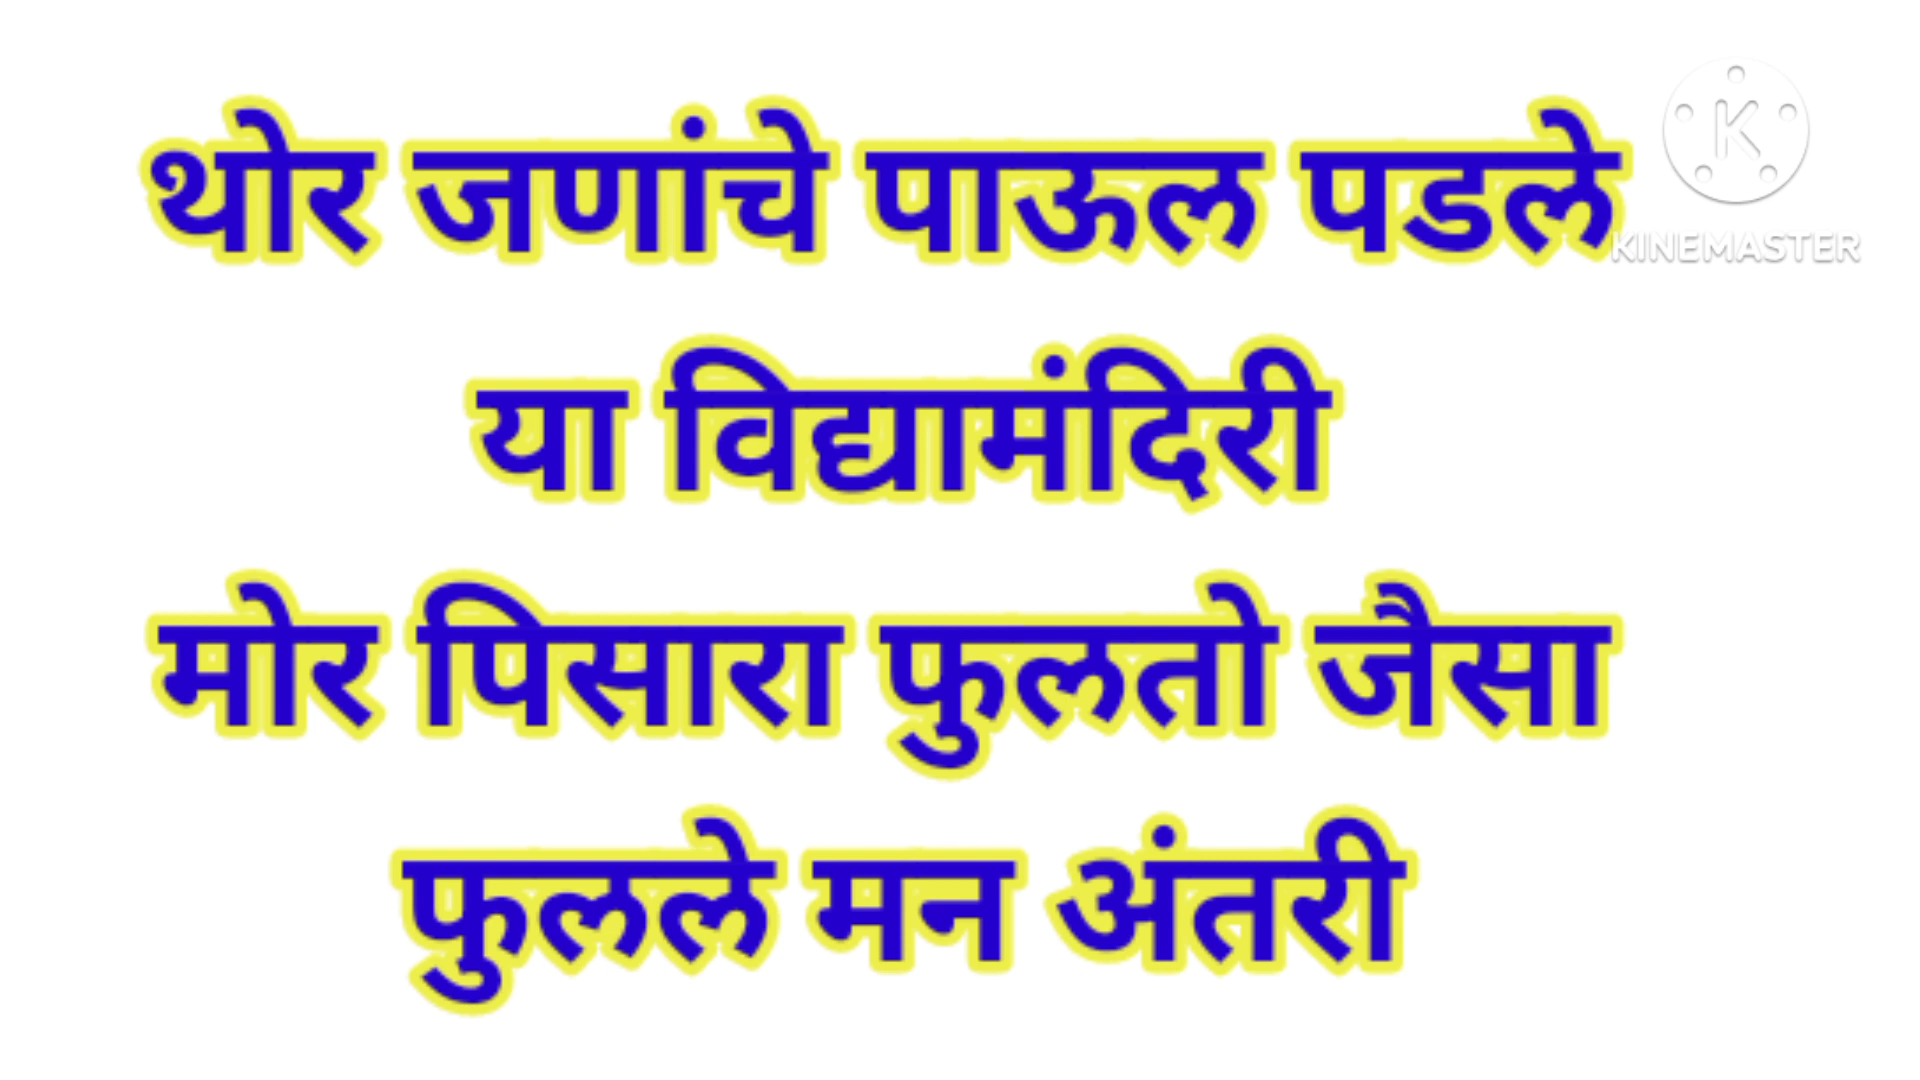 थोर जणांचे पाऊल पडले
K
KINEMASTER
या विद्यामंदिरी
मोर पिसारा फुलतो जैसा
फुलले मन अंतरी